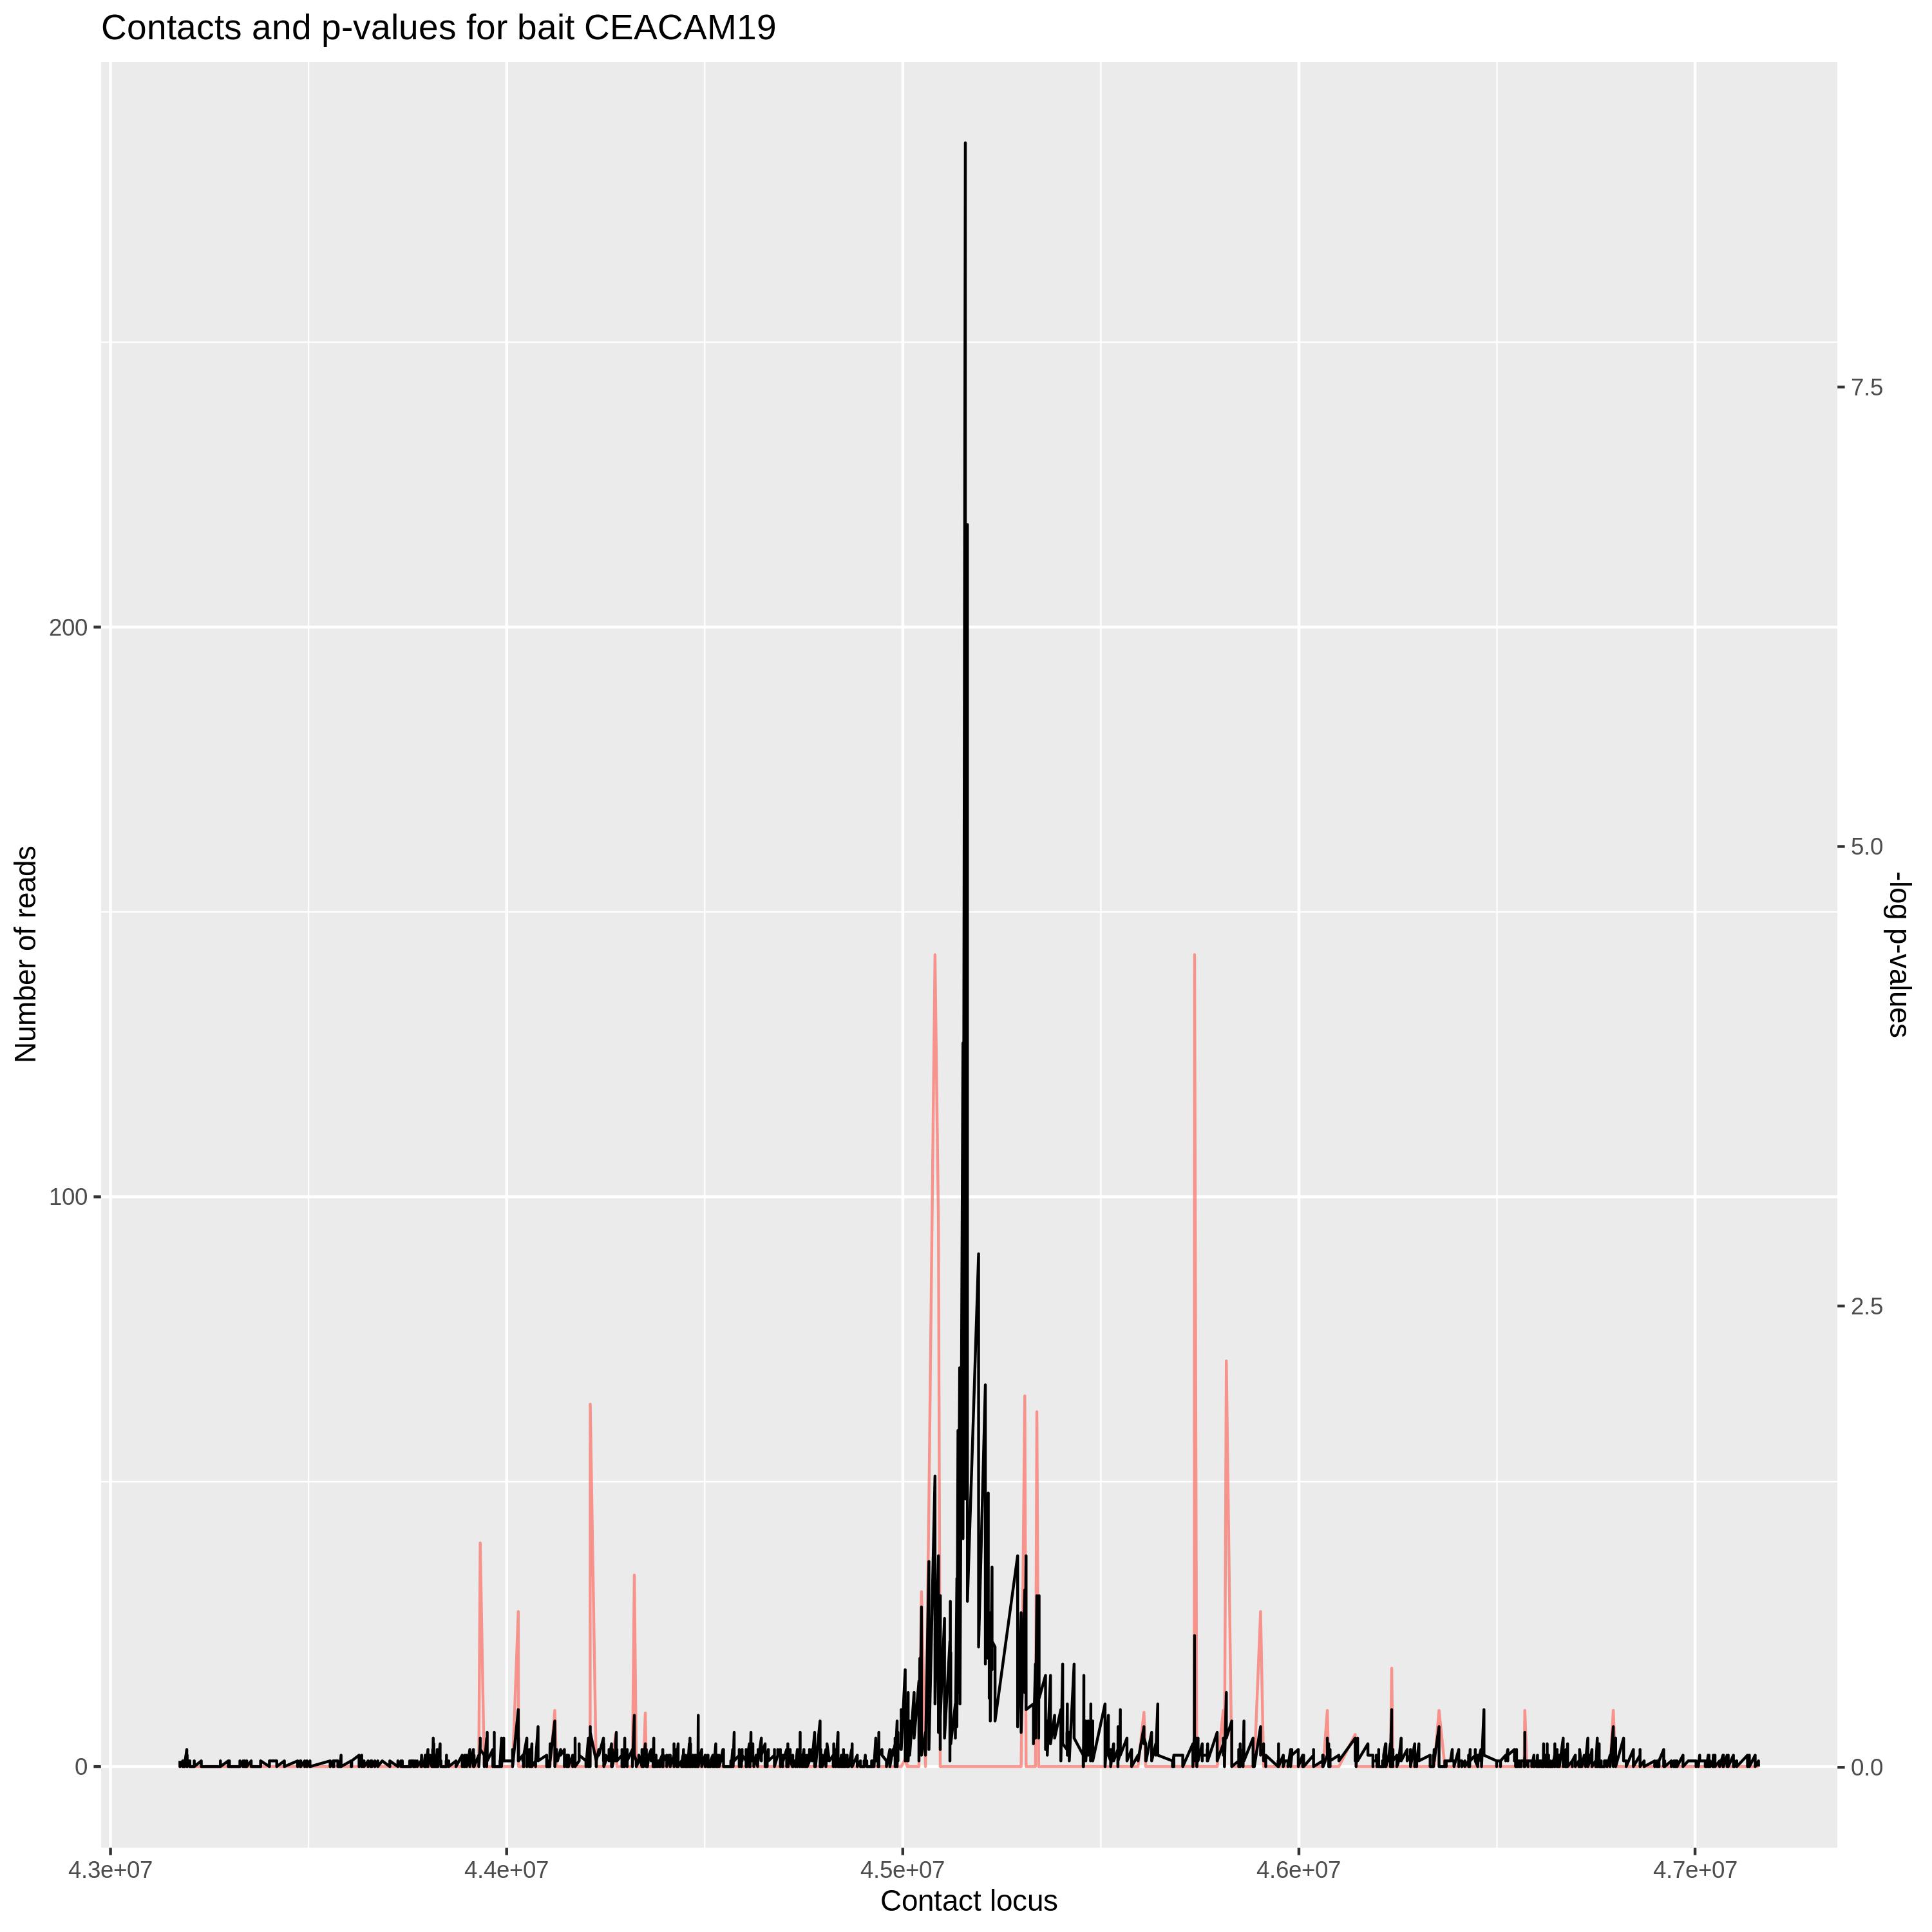 Contacts and p-values for bait CEACAM19
Number of reads
200
100
0
7.5
5.0
2.5
0.0
-log p-values
4.3e+07
4.4e+07
4.5e+07
4.6e+07
4.7e+07
Contact locus